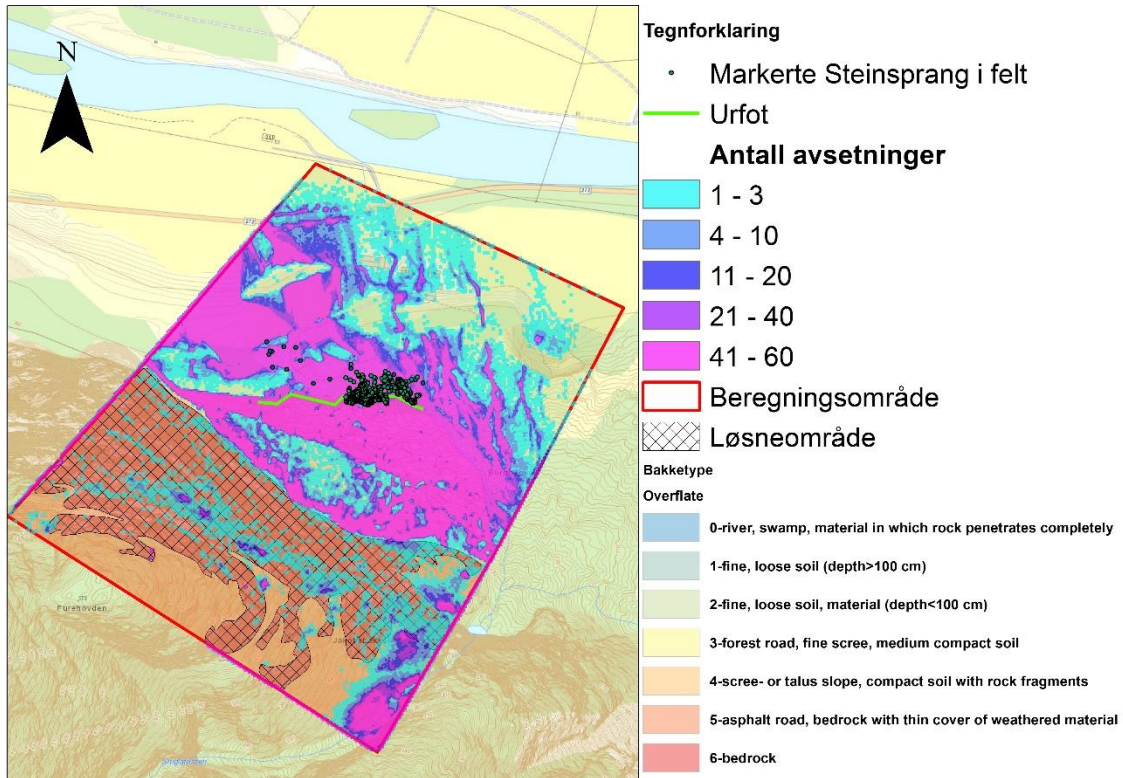 N
Furehovden
Tegnforklaring
Markerte Steinsprang i felt
Urfot
Antall avsetninger
1 - 3
4 - 10
11 - 20
21 - 40
41 - 60
Beregningsområde
Løsneområde
Bakketype
Overflate
0-river, swamp, material in which rock penetrates completely
1-fine, loose soil (depth>100 cm)
2-fine, loose soil, material (depth<100 cm)
3-forest road, fine scree, medium compact soil
4-scree- or talus slope, compact soil with rock fragments
5-asphalt road, bedrock with thin cover of weathered material
6-bedrock